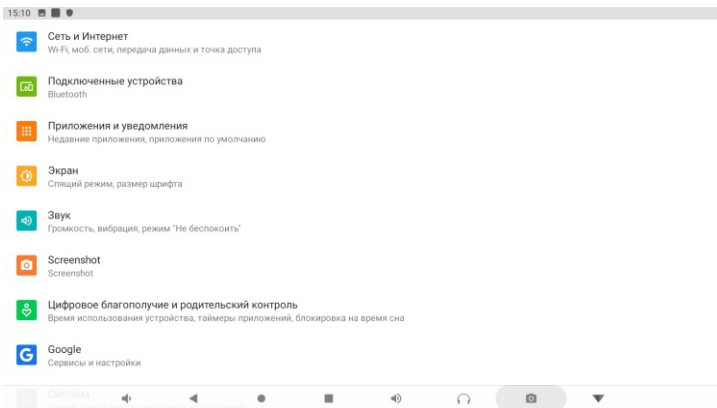 15:10
Сеть и Интернет
Wi-Fi, моб. сети, передача данных и точка доступа
Подключенные устройства
Bluetooth
Приложения и уведомления
Недавние приложения, приложения по умолчанию
Экран
Спящий режим, размер шрифта
Звук
Громкость, вибрация, режим "Не беспокоить"
Screenshot
Screenshot
Цифровое благополучие и родительский контроль
Время использования устройства, таймеры приложений, блокировка на время сна
Google
Сервисы и настройки
Система